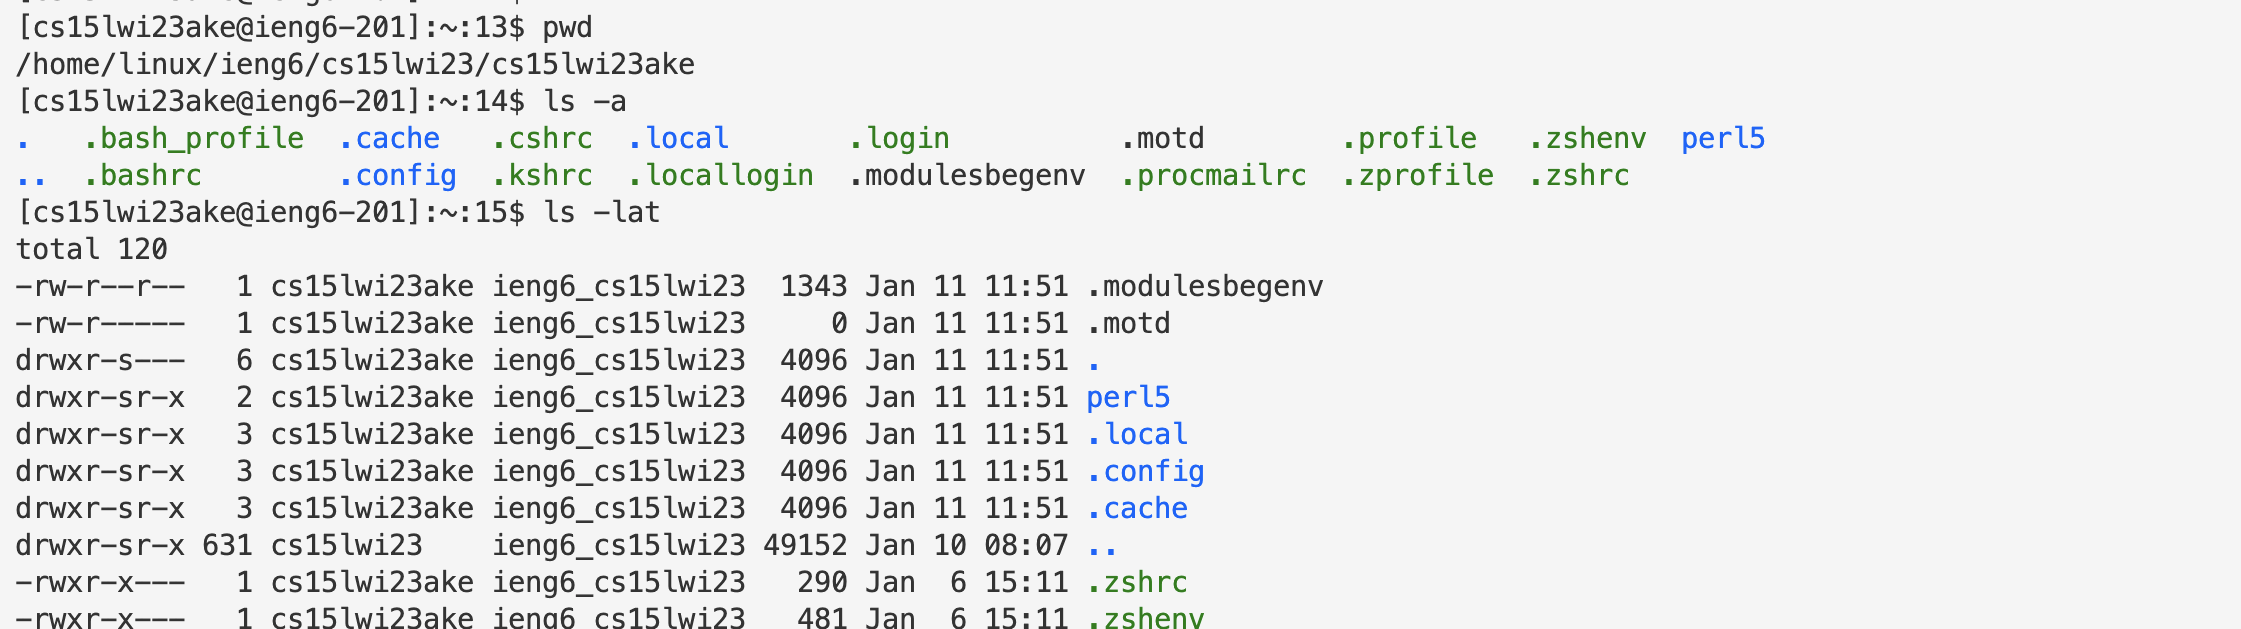 [cs15lwi23ake@ieng6-201]:~:13$ pwd
/home/linux/ieng6/cs15lwi23/cs15lwi23ake
[cs15lwi23ake@ieng6-201]:~:14$ ls -a
.   .bash_profile  .cache   .cshrc  .local       .login          .motd        .profile   .zshenv  perl5
..  .bashrc        .config  .kshrc  .locallogin  .modulesbegenv  .procmailrc  .zprofile  .zshrc
[cs15lwi23ake@ieng6-201]:~:15$ ls -lat
total 120
-rw-r--r--   1 cs15lwi23ake ieng6_cs15lwi23  1343 Jan 11 11:51 .modulesbegenv
-rw-r-----   1 cs15lwi23ake ieng6_cs15lwi23     0 Jan 11 11:51 .motd
drwxr-s---   6 cs15lwi23ake ieng6_cs15lwi23  4096 Jan 11 11:51 .
drwxr-sr-x   2 cs15lwi23ake ieng6_cs15lwi23  4096 Jan 11 11:51 perl5
drwxr-sr-x   3 cs15lwi23ake ieng6_cs15lwi23  4096 Jan 11 11:51 .local
drwxr-sr-x   3 cs15lwi23ake ieng6_cs15lwi23  4096 Jan 11 11:51 .config
drwxr-sr-x   3 cs15lwi23ake ieng6_cs15lwi23  4096 Jan 11 11:51 .cache
drwxr-sr-x 631 cs15lwi23    ieng6_cs15lwi23 49152 Jan 10 08:07 ..
-rwxr-x---   1 cs15lwi23ake ieng6_cs15lwi23   290 Jan  6 15:11 .zshrc
-rwxr-x---   1 cs15lwi23ake ieng6_cs15lwi23   481 Jan  6 15:11 .zshenv